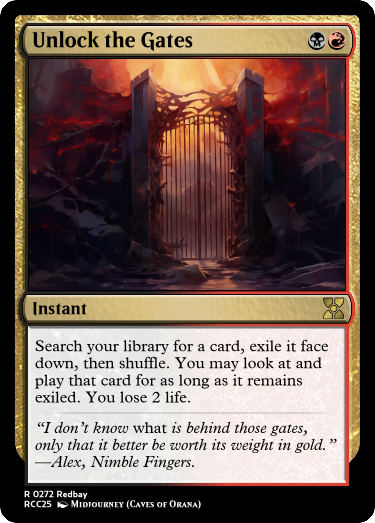 Unlock the Gates
Instant
Search your library for a card, exile it face
down, then shuffle. You may look at and
play that card for as long as it remains
exiled. You lose 2 life.
“I don’t know what is behind those gates,
only that it better be worth its weight in gold.”
—Alex, Nimble Fingers.
R 0272 Redbay
RCC25 Midjourney (Caves of Orana)